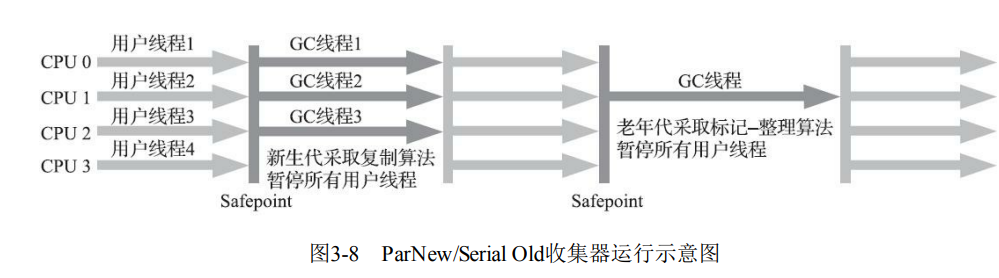 用户线程1
GC线程1
CPU 0
用户线程2
GC线程2
GC线程
CPU 1
用户线程3
GC线程3
CPU 2
用户线程4
CPU 3
新生代采取复制算法
暂停所有用户线程
老年代采取标记–整理算法
暂停所有用户线程
Safepoint
Safepoint
图3-8 ParNew/Serial Old收集器运行示意图